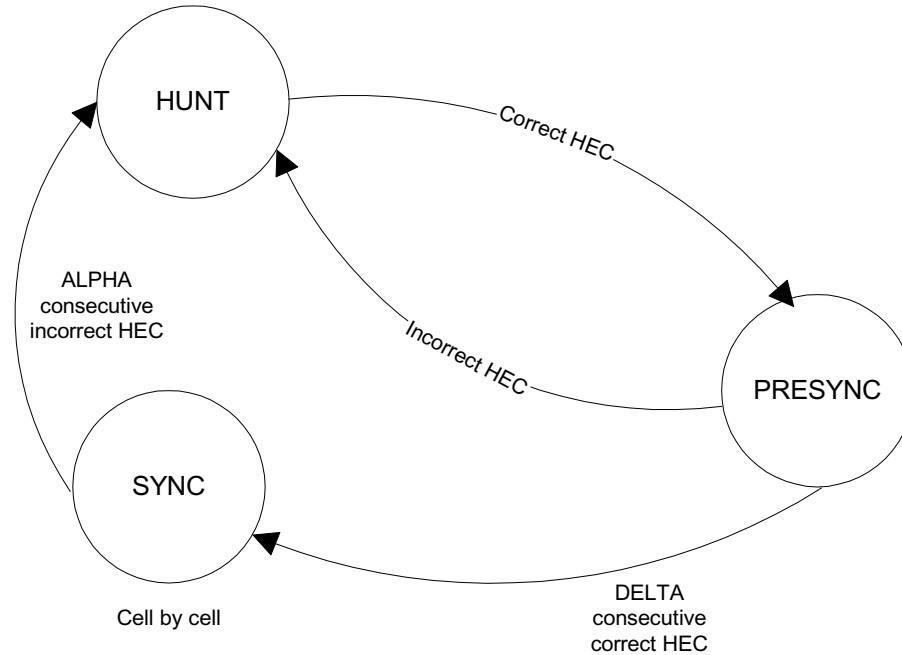 HUNT
Correct HEC
ALPHA
consecutive
incorrect HEC
Incorrect HEC
PRESYNC
SYNC
Cell by cell
DELTA
consecutive
correct HEC